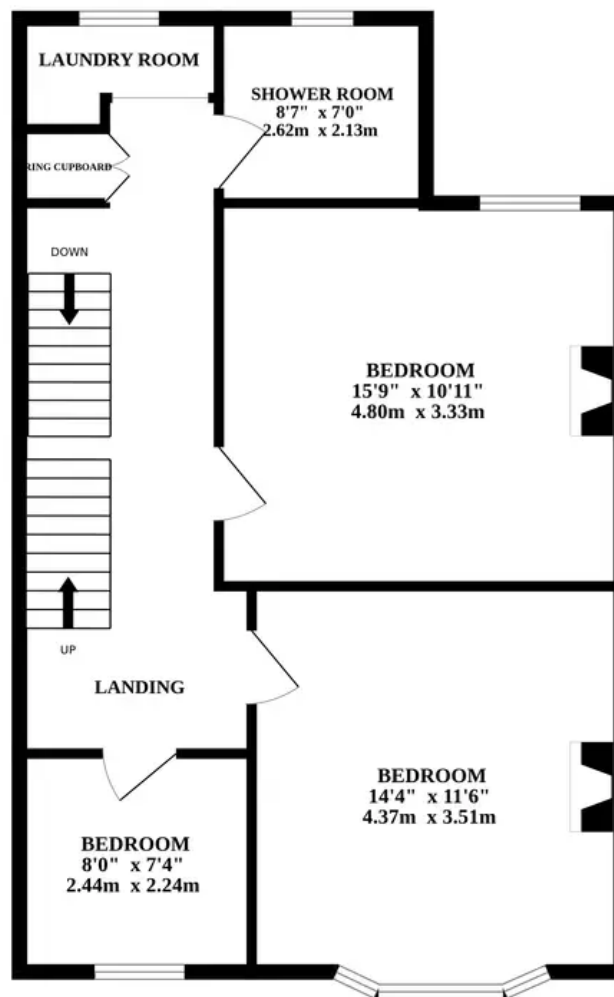 LAUNDRY ROOM
SHOWER ROOM
8'7" x 7'0"
2.62m x 2.13m
RING CUPBOARD
DOWN
BEDROOM
15'9" x 10'11"
4.80m x 3.33m
UP
LANDING
BEDROOM
14'4" x 11'6"
4.37m x 3.51m
BEDROOM
8'0" x 7'4"
2.44m x 2.24m